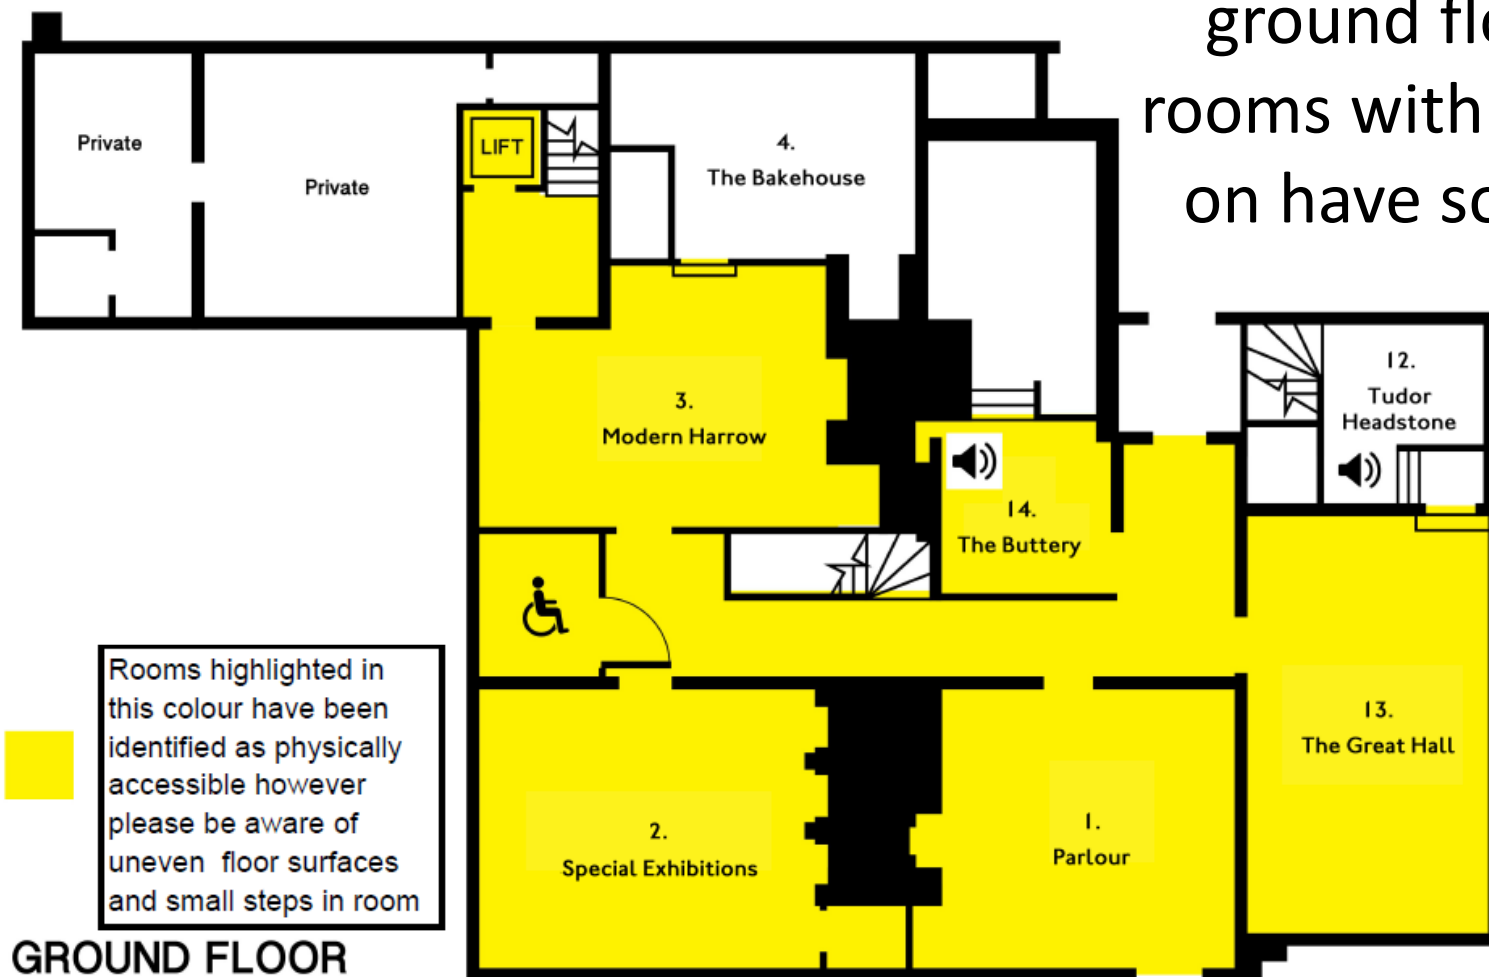 ground
rooms with
on have
Private
Private
LIFT
4.
The Bakehouse
3.
Modern Harrow
12.
Tudor
Headstone
14.
The Buttery
13.
The Great Hall
2.
Special Exhibitions
1.
Parlour
Rooms highlighted in
this colour have been
identified as physically
accessible however
please be aware of
uneven floor surfaces
and small steps in room
GROUND FLOOR